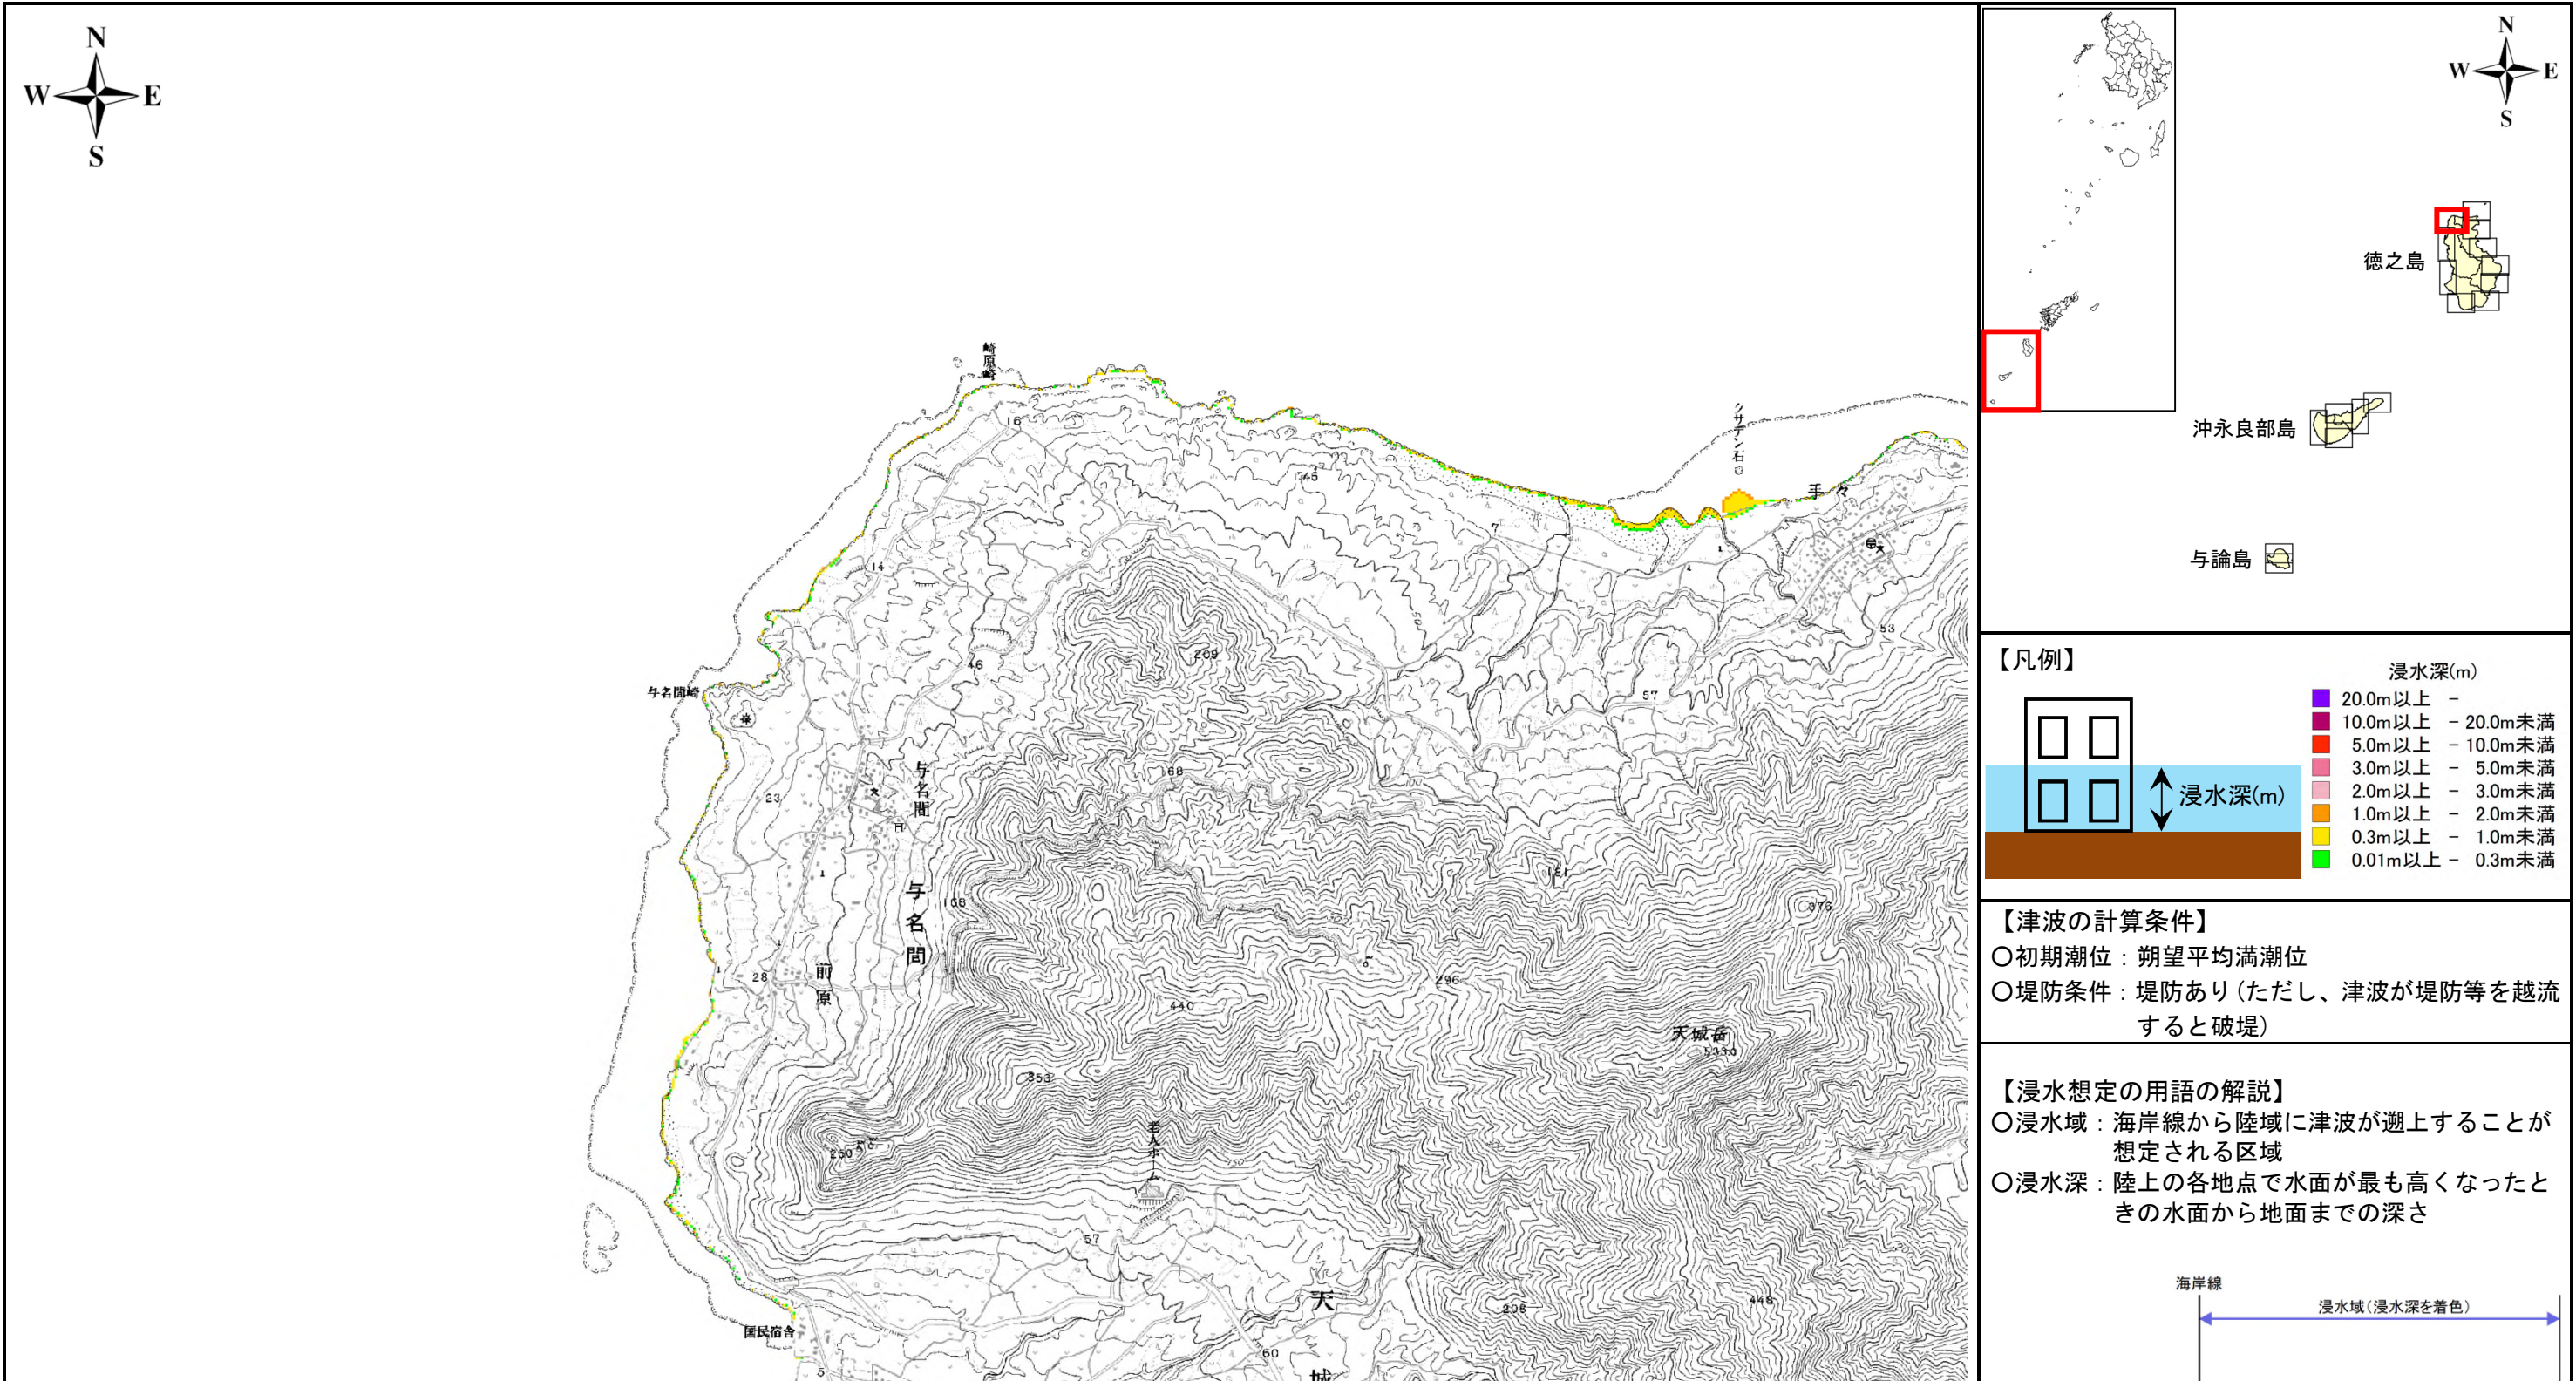 N
W E
S
崎原崎
16
45
クサデン石
手々
7
14
53
46
209
57
与名間崎
与名間
168
100
23
181
与名間
168
376
前原
28
296
440
天城岳
533.0
353
老人ホーム
250
150
57
天城
298
448
国民宿舎
60
5
N
W E
S
徳之島
沖永良部島
与論島
【凡例】
浸水深(m)
浸水深(m)
20.0m以上 -
10.0m以上 - 20.0m未満
5.0m以上 - 10.0m未満
3.0m以上 - 5.0m未満
2.0m以上 - 3.0m未満
1.0m以上 - 2.0m未満
0.3m以上 - 1.0m未満
0.01m以上 - 0.3m未満
【津波の計算条件】
○初期潮位：朔望平均満潮位
○堤防条件：堤防あり(ただし、津波が堤防等を越流
すると破堤)
【浸水想定の用語の解説】
○浸水域：海岸線から陸域に津波が遡上することが
想定される区域
○浸水深：陸上の各地点で水面が最も高くなったと
きの水面から地面までの深さ
海岸線
浸水域(浸水深を着色)